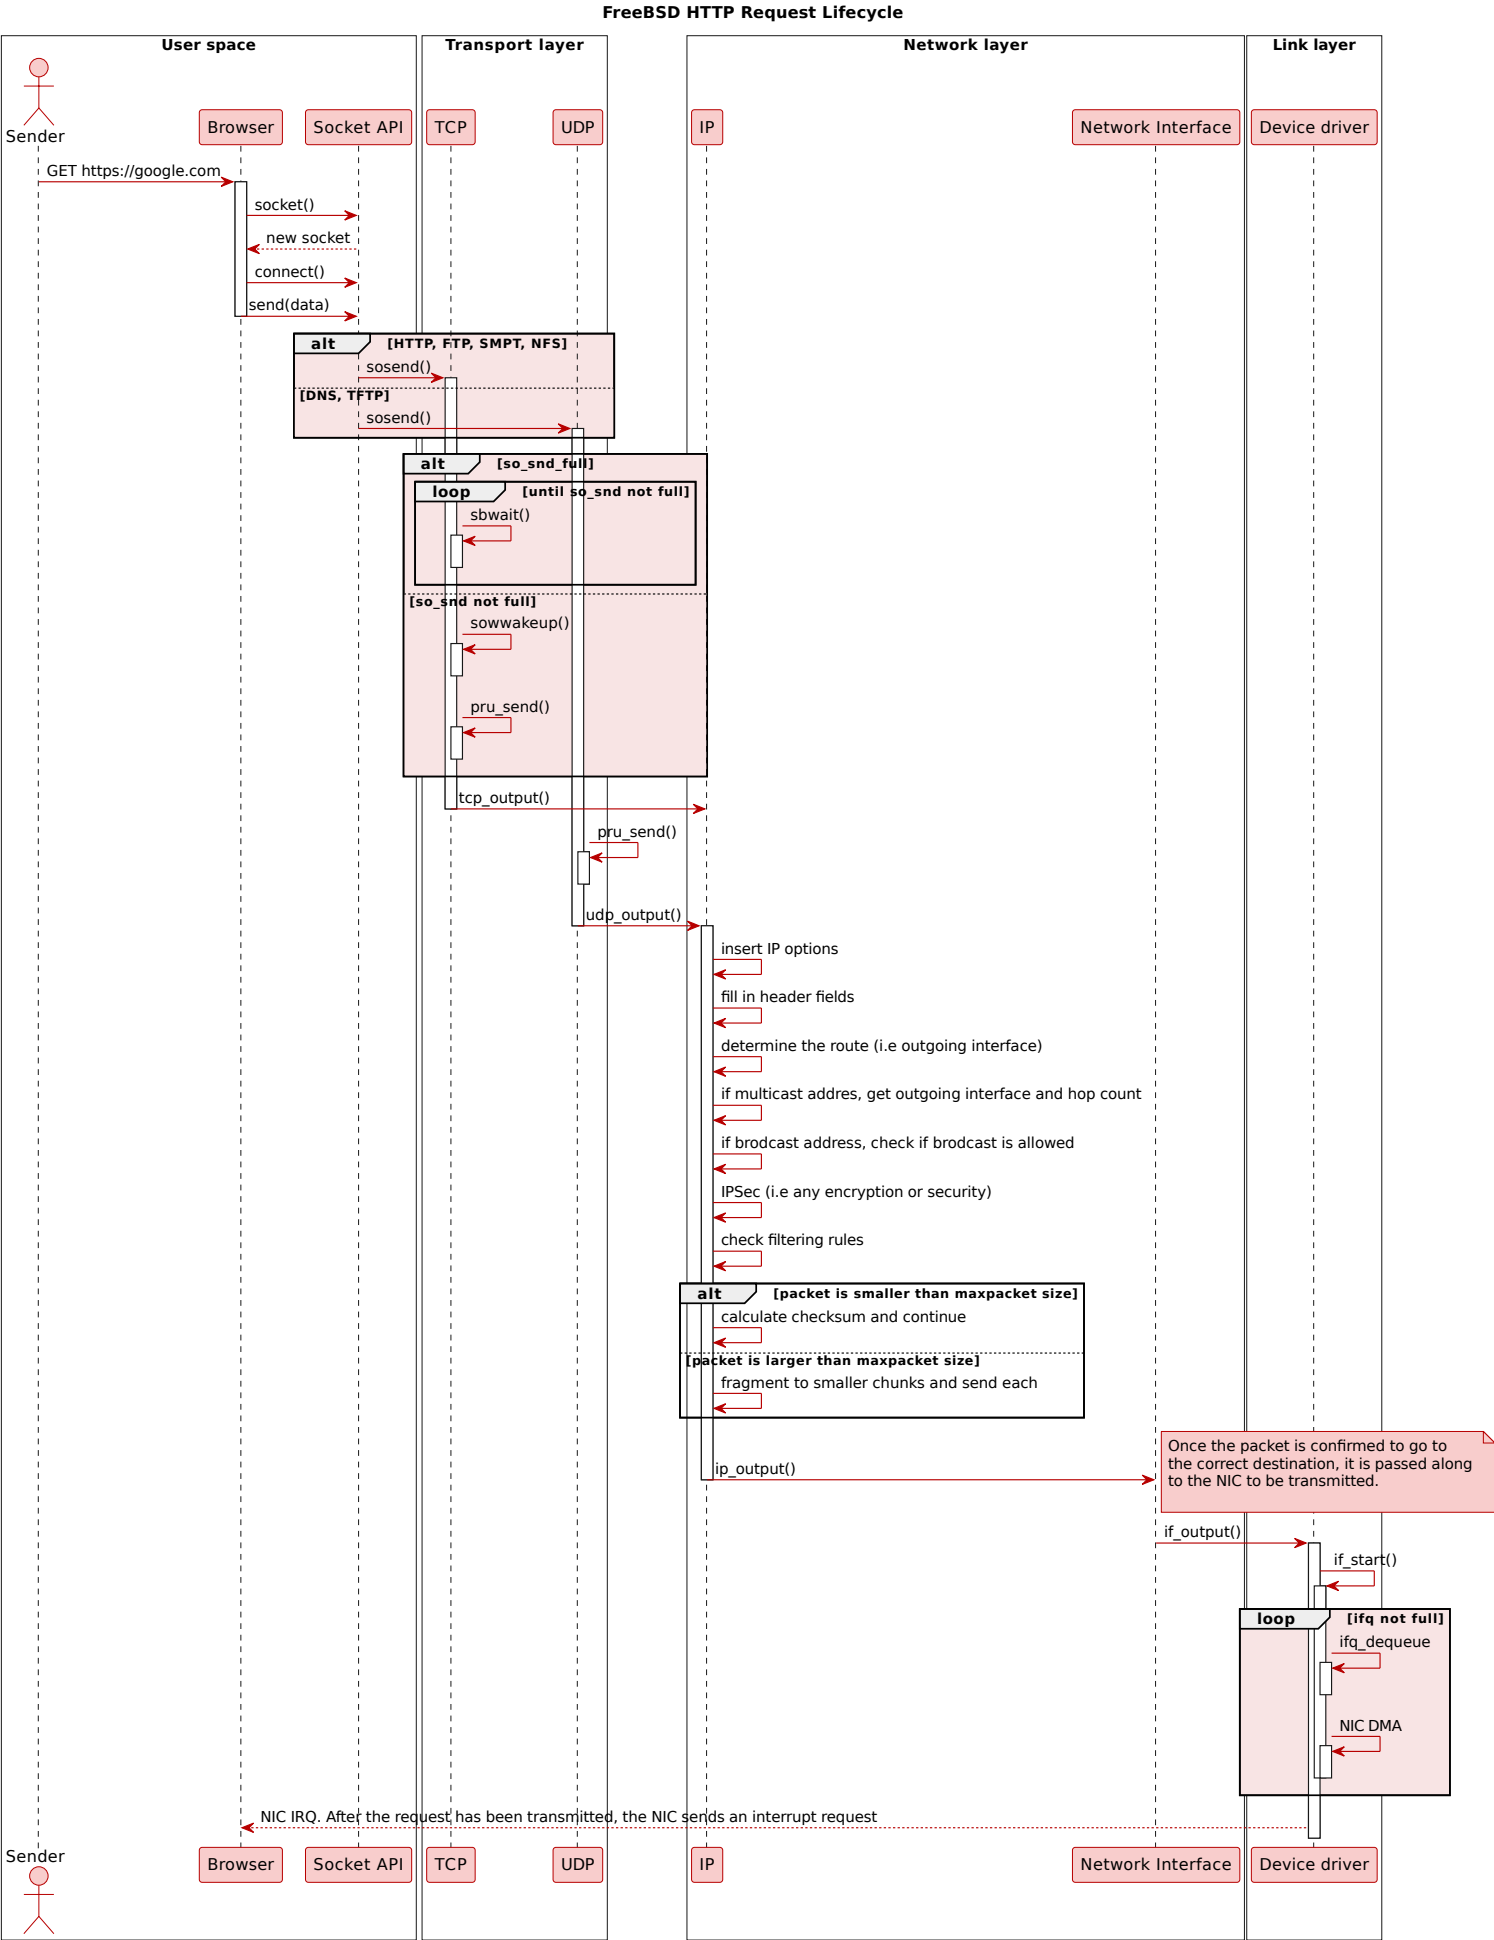 FreeBSD HTTP Request Lifecycle
User space
Transport layer
Network layer
Link layer
Sender
Browser
Socket API
TCP
UDP
IP
Network Interface
Device driver
GET https://google.com
socket()
new socket
connect()
send(data)
alt
[HTTP, FTP, SMPT, NFS]
sosend()
[DNS, TFTP]
sosend()
alt
[so_snd_full]
loop
[until so_snd not full]
sbwait()
[so_snd not full]
sowwakeup()
pru_send()
tcp_output()
pru_send()
udp_output()
insert IP options
fill in header fields
determine the route (i.e outgoing interface)
if multicast addres, get outgoing interface and hop count
if brodcast address, check if brodcast is allowed
IPSec (i.e any encryption or security)
check filtering rules
alt
[packet is smaller than maxpacket size]
calculate checksum and continue
[packet is larger than maxpacket size]
fragment to smaller chunks and send each
Once the packet is confirmed to go to
the correct destination, it is passed along
to the NIC to be transmitted.
ip_output()
if_output()
if_start()
loop
[ifq not full]
ifq_dequeue
NIC DMA
NIC IRQ. After the request has been transmitted, the NIC sends an interrupt request
Sender
Browser
Socket API
TCP
UDP
IP
Network Interface
Device driver